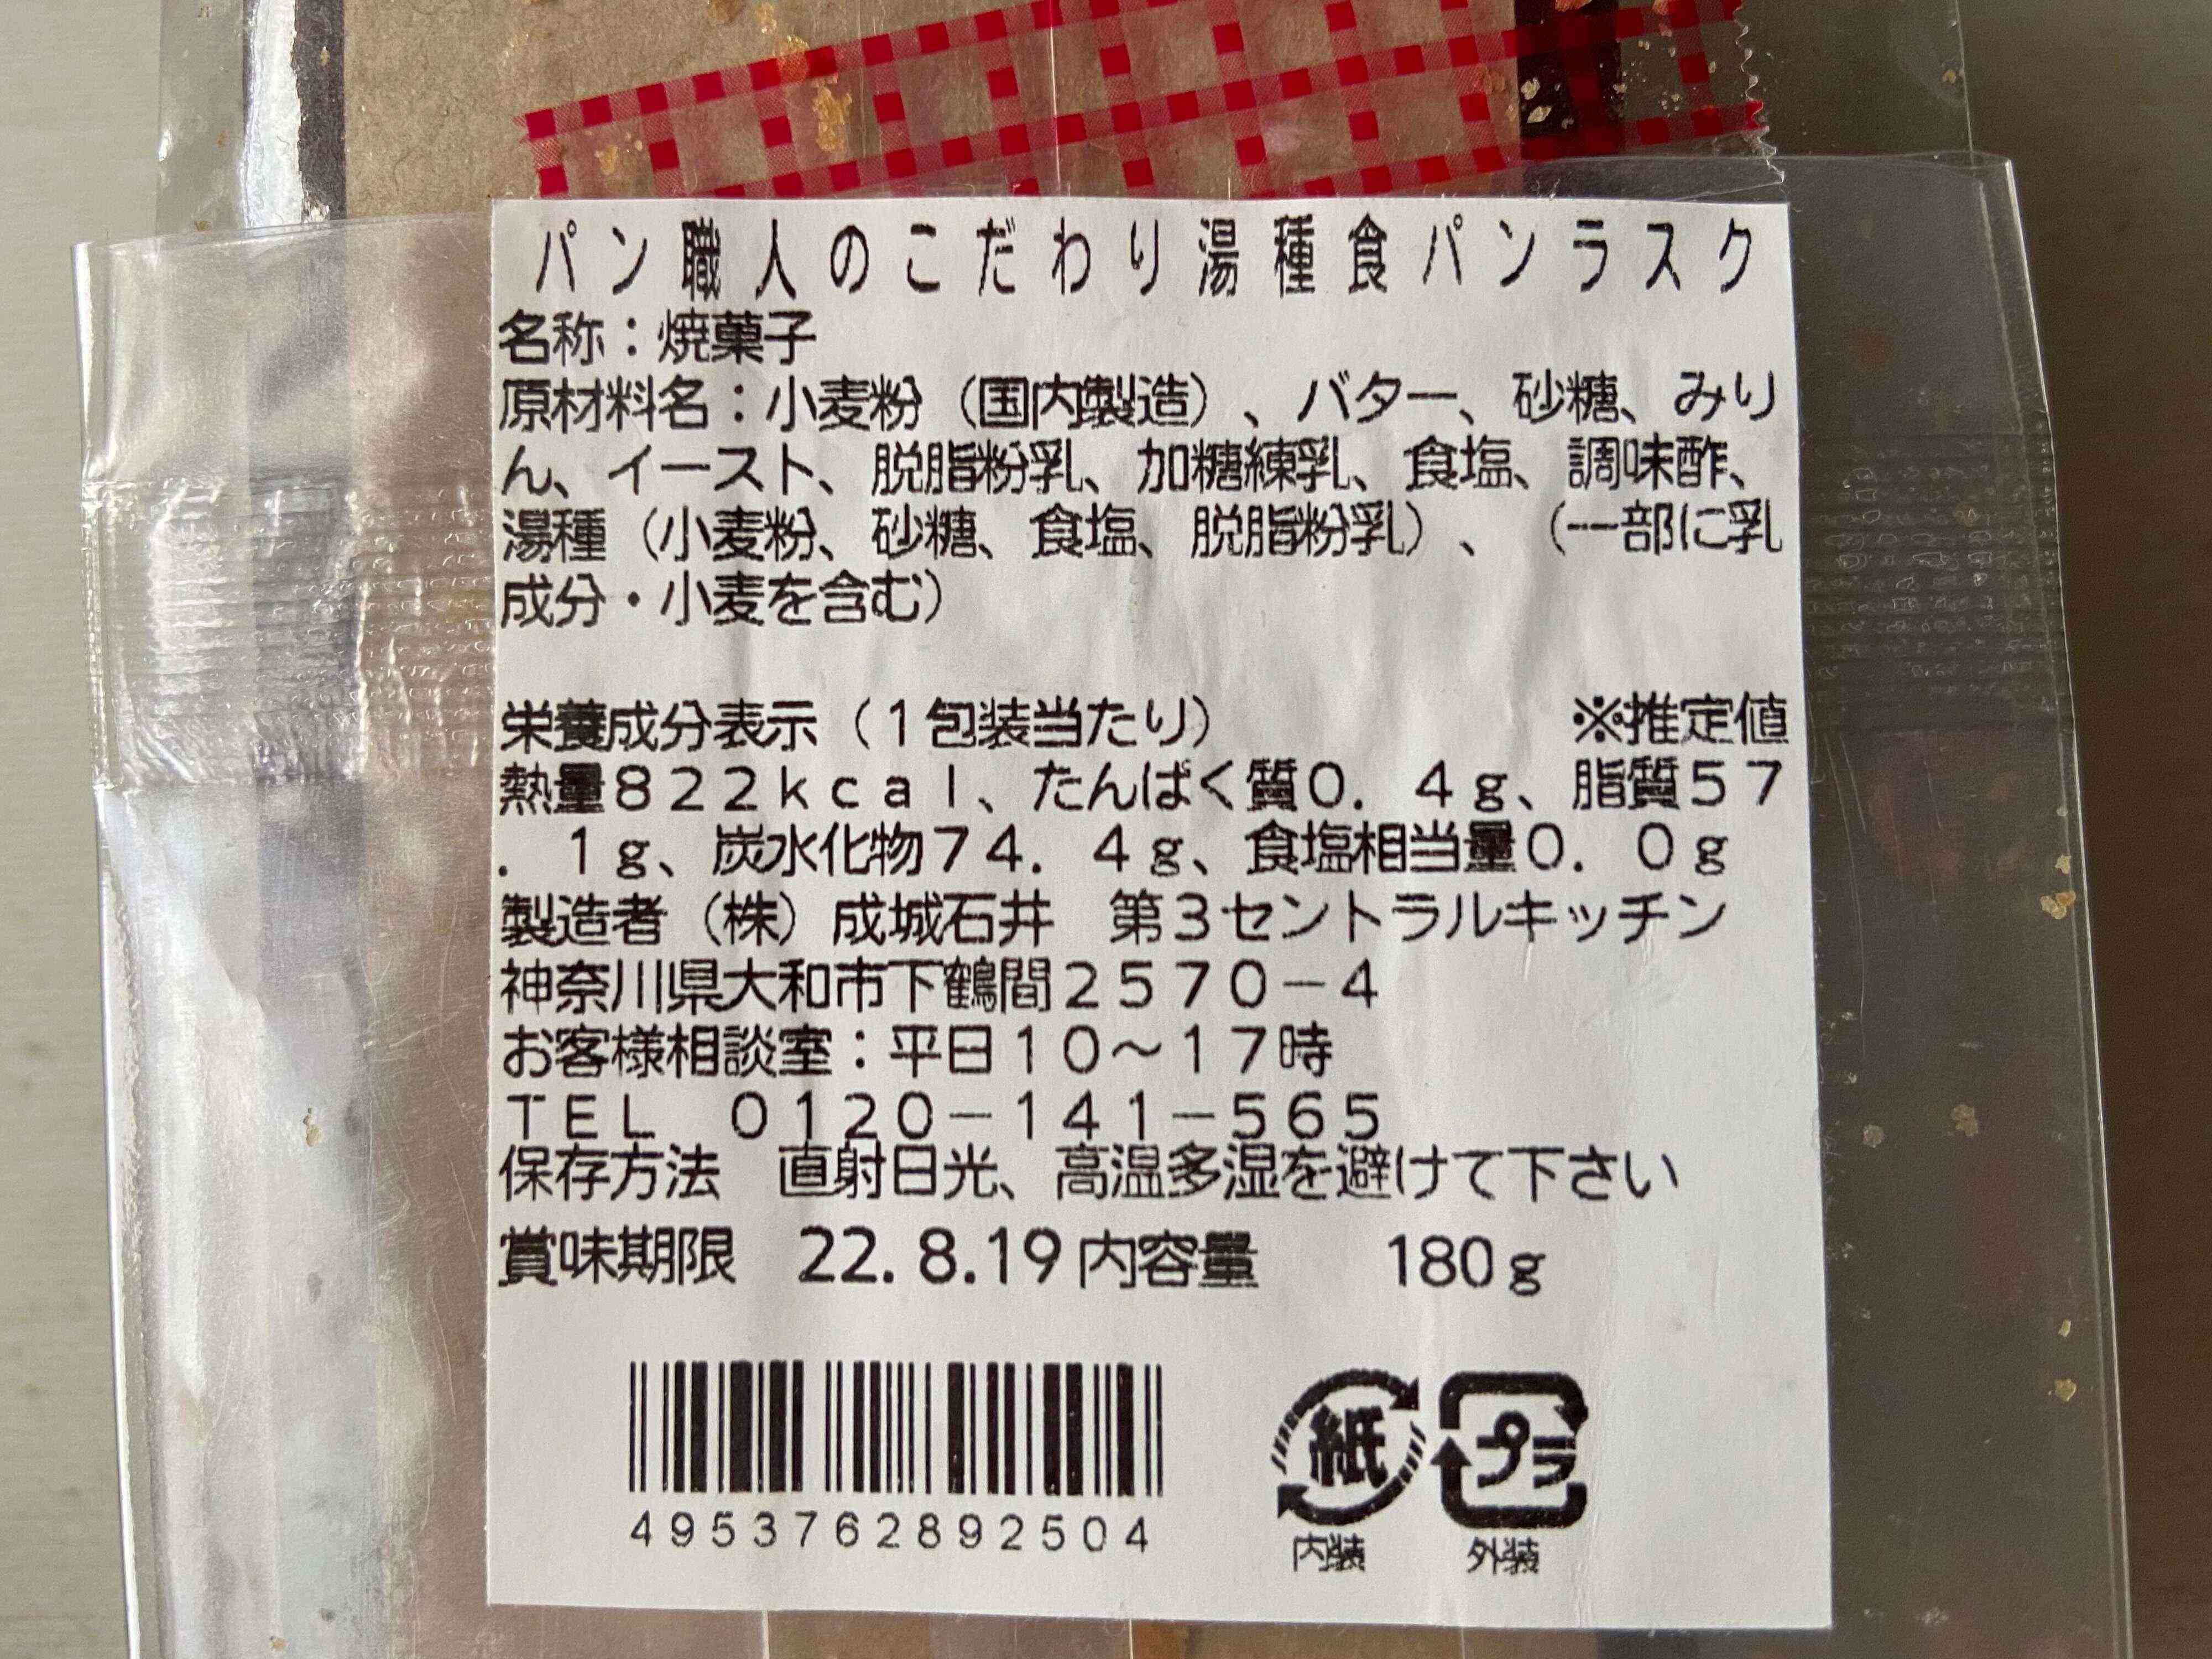 パン職人のこだわり湯種食パンラスク
名称：焼菓子
原材料名：小麦粉（国内製造）、バター、砂糖、みり
ん、イースト、脱脂粉乳、加糖練乳、食塩、調味酢、
湯種（小麦粉、砂糖、食塩、脱脂粉乳）、（一部に乳
成分・小麦を含む）
栄養成分表示（１包装当たり）　※推定値
熱量８２２ｋｃａｌ、たんぱく質０．４ｇ、脂質５７
．１ｇ、炭水化物７４．４ｇ、食塩相当量０．０ｇ
製造者（株）成城石井　第３セントラルキッチン
神奈川県大和市下鶴間２５７０－４
お客様相談室：平日１０～１７時
ＴＥＬ　０１２０－１４１－５６５
保存方法　直射日光、高温多湿を避けて下さい
賞味期限　22.8.19 内容量　180g
4953762892504
紙 プラ
内装 外装